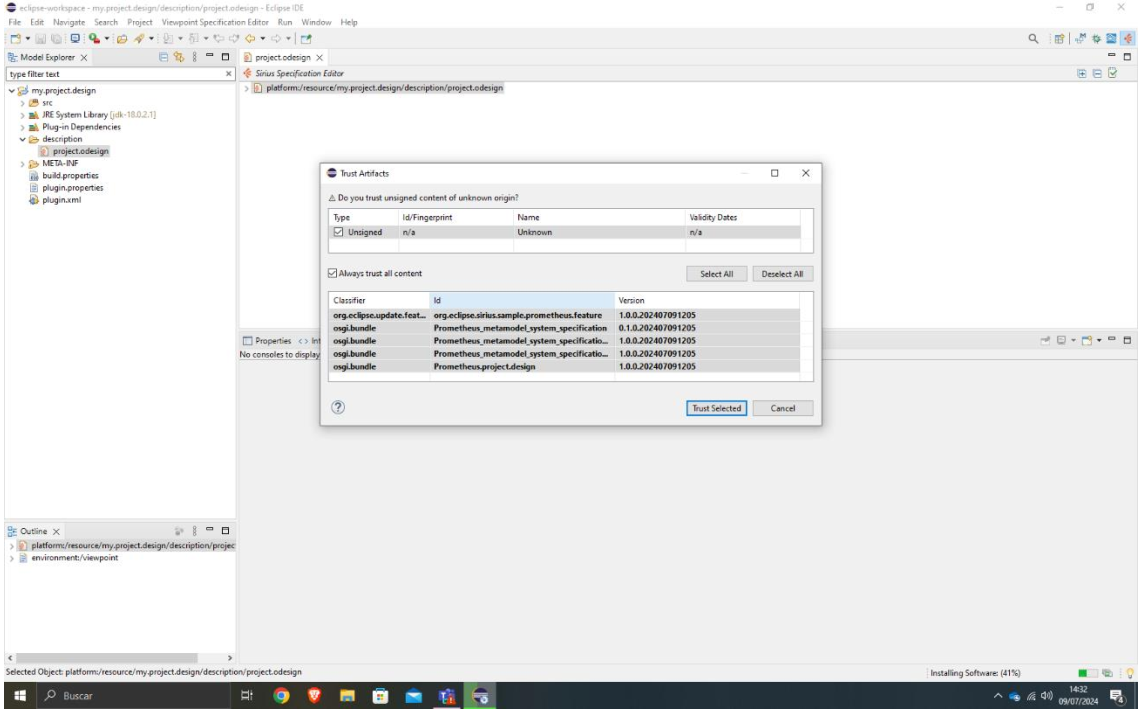 eclipse-workspace - my.project.design/description/project.odesign - Eclipse IDE
File Edit Navigate Search Project Viewpoint Specification Editor Run Window Help
Model Explorer
type filter text
my.project.design
src
JRE System Library [jdk-18.0.2.1]
Plug-in Dependencies
description
project.odesign
META-INF
build.properties
plugin.properties
plugin.xml
project.odesign
Sirius Specification Editor
platform:/resource/my.project.design/description/project.odesign
Trust Artifacts
Do you trust unsigned content of unknown origin?
Type Id/Fingerprint Name Validity Dates
Unsigned n/a Unknown n/a
Always trust all content
Select All Deselect All
Classifier Id Version
org.eclipse.update.feat... org.eclipse.sirius.sample.prometheus.feature 1.0.0.202407091205
osgi.bundle Prometheus_metamodel_system_specification 0.1.0.202407091205
osgi.bundle Prometheus_metamodel_system_specificatio... 1.0.0.202407091205
osgi.bundle Prometheus_metamodel_system_specificatio... 1.0.0.202407091205
osgi.bundle Prometheus.project.design 1.0.0.202407091205
Trust Selected Cancel
Properties Int
No consoles to display
Outline
platform:/resource/my.project.design/description/projec
environment:/viewpoint
Selected Object: platform:/resource/my.project.design/description/project.odesign
Installing Software: (41%)
Buscar
14:32
09/07/2024